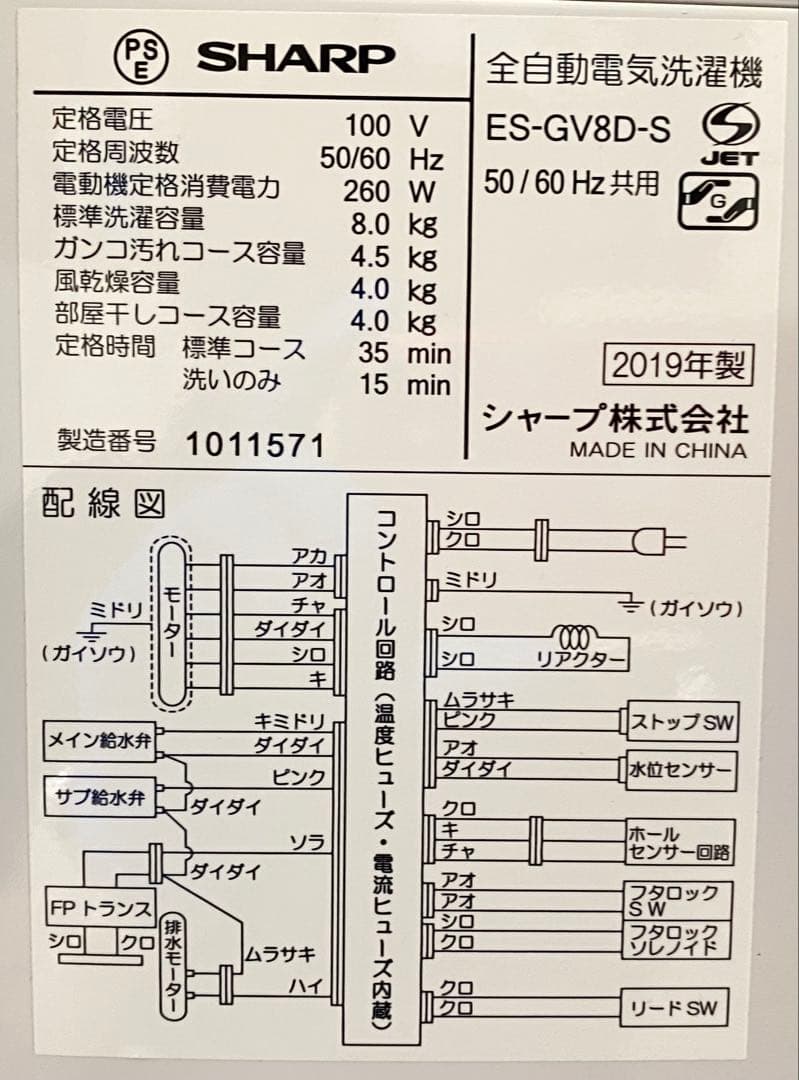 PSE SHARP
定格電圧 100 V
定格周波数 50/60 Hz
電動機定格消費電力 260 W
標準洗濯容量 8.0 kg
ガンコ汚れコース容量 4.5 kg
風乾燥容量 4.0 kg
部屋干しコース容量 4.0 kg
定格時間 標準コース 35 min
洗いのみ 15 min
製造番号 1011571
全自動電気洗濯機
ES-GV8D-S
JET
50/60 Hz共用
G
2019年製
シャープ株式会社
MADE IN CHINA
配線図
モーター
ミドリ
(ガイソウ)
アカ
アオ
チャ
ダイダイ
シロ
キ
メイン給水弁
キミドリ
ダイダイ
サブ給水弁
ピンク
ダイダイ
ソラ
ダイダイ
FPトランス
シロ
クロ
排水モーター
ムラサキ
ハイ
コントロール回路(温度ヒューズ・電流ヒューズ内蔵)
シロ
クロ
ミドリ
(ガイソウ)
シロ
シロ
リアクター
ムラサキ
ピンク
ストップSW
アオ
ダイダイ
水位センサー
クロ
キ
チャ
ホール
センサー回路
アオ
アオ
フタロック
SW
シロ
クロ
フタロック
ソレノイド
クロ
クロ
リードSW